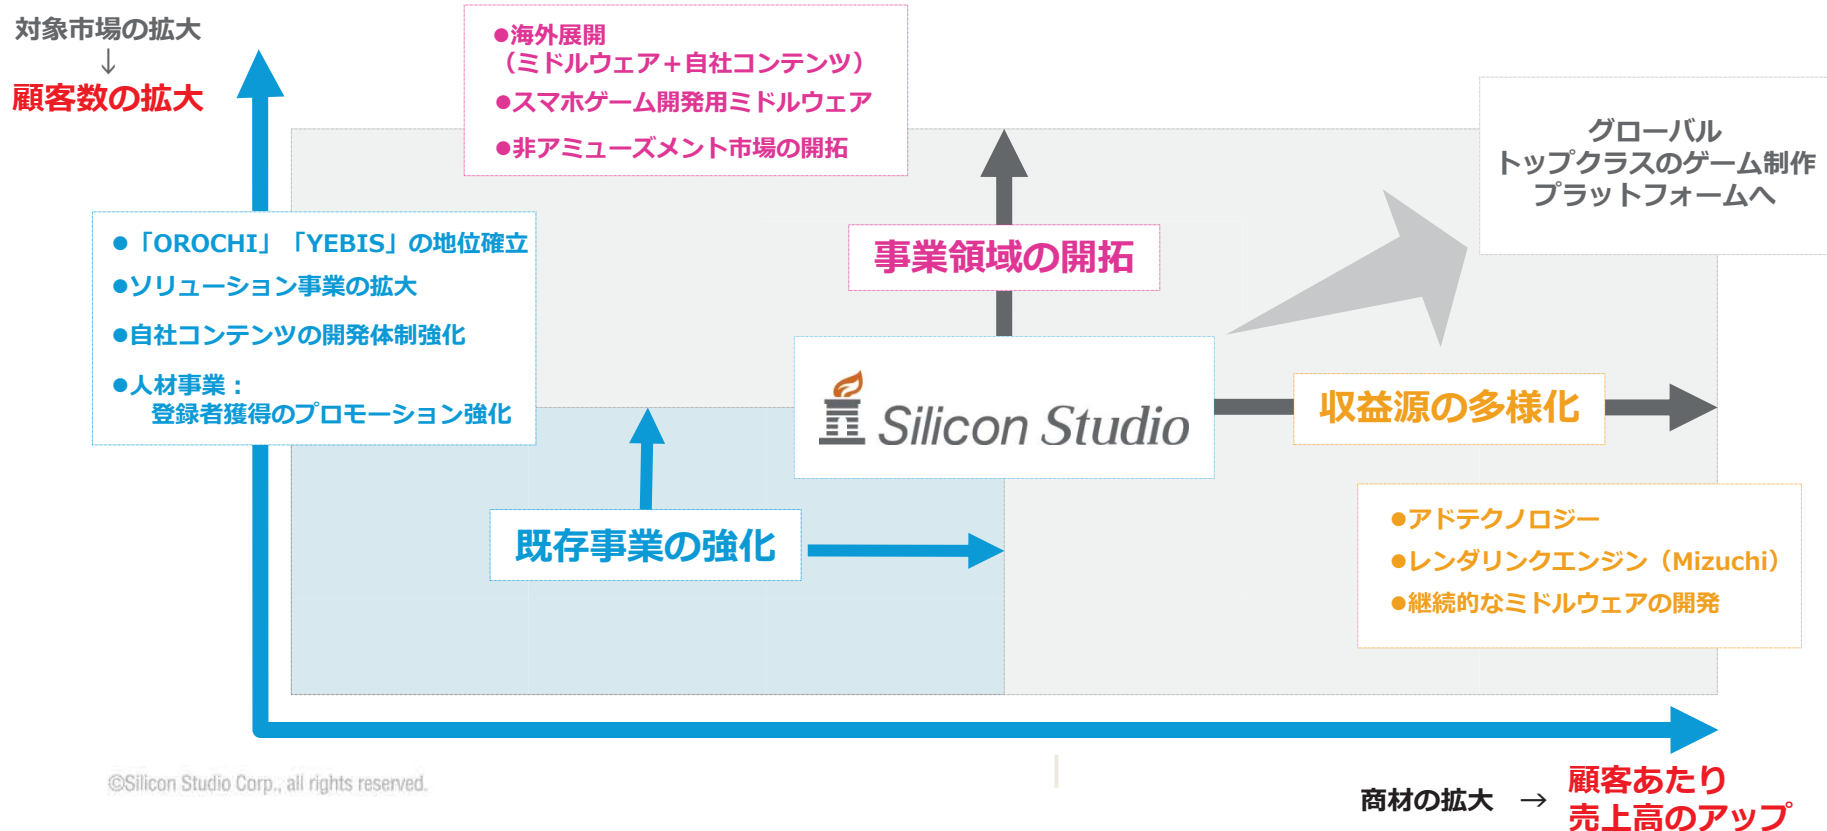 対象市場の拡大
↓
顧客数の拡大
●海外展開
（ミドルウェア＋自社コンテンツ）
●スマホゲーム開発用ミドルウェア
●非アミューズメント市場の開拓
グローバル
トップクラスのゲーム制作
プラットフォームへ
●「OROCHI」「YEBIS」の地位確立
●ソリューション事業の拡大
●自社コンテンツの開発体制強化
●人材事業：
登録者獲得のプロモーション強化
事業領域の開拓
Silicon Studio
収益源の多様化
既存事業の強化
●アドテクノロジー
●レンダリンクエンジン（Mizuchi）
●継続的なミドルウェアの開発
©Silicon Studio Corp., all rights reserved.
商材の拡大 → 顧客あたり
売上高のアップ